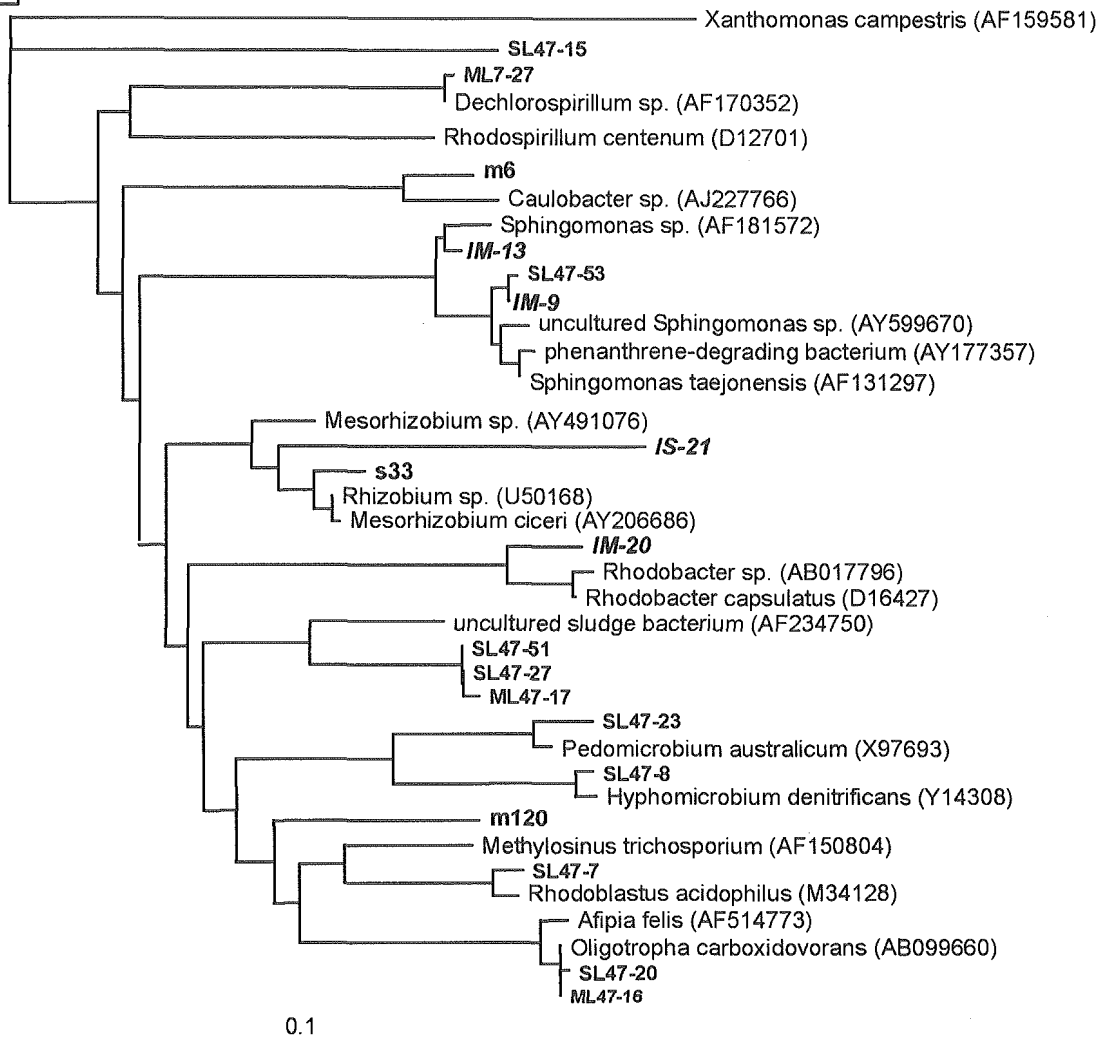 Xanthomonas campestris (AF159581)
SL47-15
ML7-27
Dechlorospirillum sp. (AF170352)
Rhodospirillum centenum (D12701)
m6
Caulobacter sp. (AJ227766)
Sphingomonas sp. (AF181572)
IM-13
SL47-53
IM-9
uncultured Sphingomonas sp. (AY599670)
phenanthrene-degrading bacterium (AY177357)
Sphingomonas taejonensis (AF131297)
Mesorhizobium sp. (AY491076)
IS-21
s33
Rhizobium sp. (U50168)
Mesorhizobium ciceri (AY206686)
IM-20
Rhodobacter sp. (AB017796)
Rhodobacter capsulatus (D16427)
uncultured sludge bacterium (AF234750)
SL47-51
SL47-27
ML47-17
SL47-23
Pedomicrobium australicum (X97693)
SL47-8
Hyphomicrobium denitrificans (Y14308)
m120
Methylosinus trichosporium (AF150804)
SL47-7
Rhodoblastus acidophilus (M34128)
Afipia felis (AF514773)
Oligotropha carboxidovorans (AB099660)
SL47-20
ML47-16
0.1